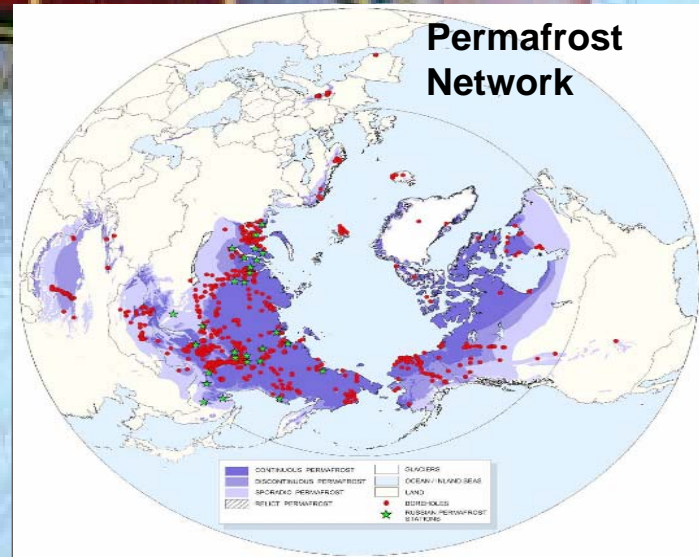 Permafrost
Network
CONTINUOUS PERMAFROST
DISCONTINUOUS PERMAFROST
SPORADIC PERMAFROST
RELICT PERMAFROST
GLACIERS
OCEAN / INLAND SEAS
LAND
BOREHOLES
RUSSIAN PERMAFROST
STATIONS